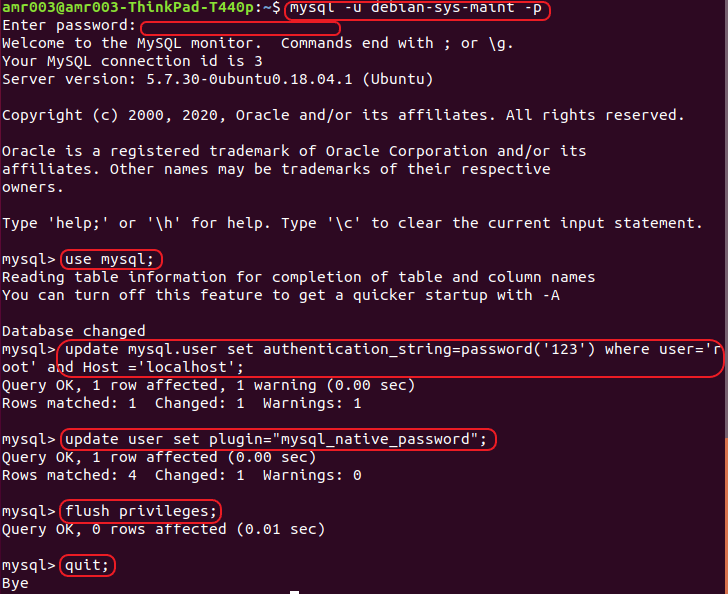 amr003@amr003-ThinkPad-T440p:~$ mysql -u debian-sys-maint -p
Enter password:
Welcome to the MySQL monitor.  Commands end with ; or \g.
Your MySQL connection id is 3
Server version: 5.7.30-0ubuntu0.18.04.1 (Ubuntu)
Copyright (c) 2000, 2020, Oracle and/or its affiliates. All rights reserved.
Oracle is a registered trademark of Oracle Corporation and/or its
affiliates. Other names may be trademarks of their respective
owners.
Type 'help;' or '\h' for help. Type '\c' to clear the current input statement.
mysql> use mysql;
Reading table information for completion of table and column names
You can turn off this feature to get a quicker startup with -A
Database changed
mysql> update mysql.user set authentication_string=password('123') where user='r
oot' and Host ='localhost';
Query OK, 1 row affected, 1 warning (0.00 sec)
Rows matched: 1  Changed: 1  Warnings: 1
mysql> update user set plugin="mysql_native_password";
Query OK, 1 row affected (0.00 sec)
Rows matched: 4  Changed: 1  Warnings: 0
mysql> flush privileges;
Query OK, 0 rows affected (0.01 sec)
mysql> quit;
Bye